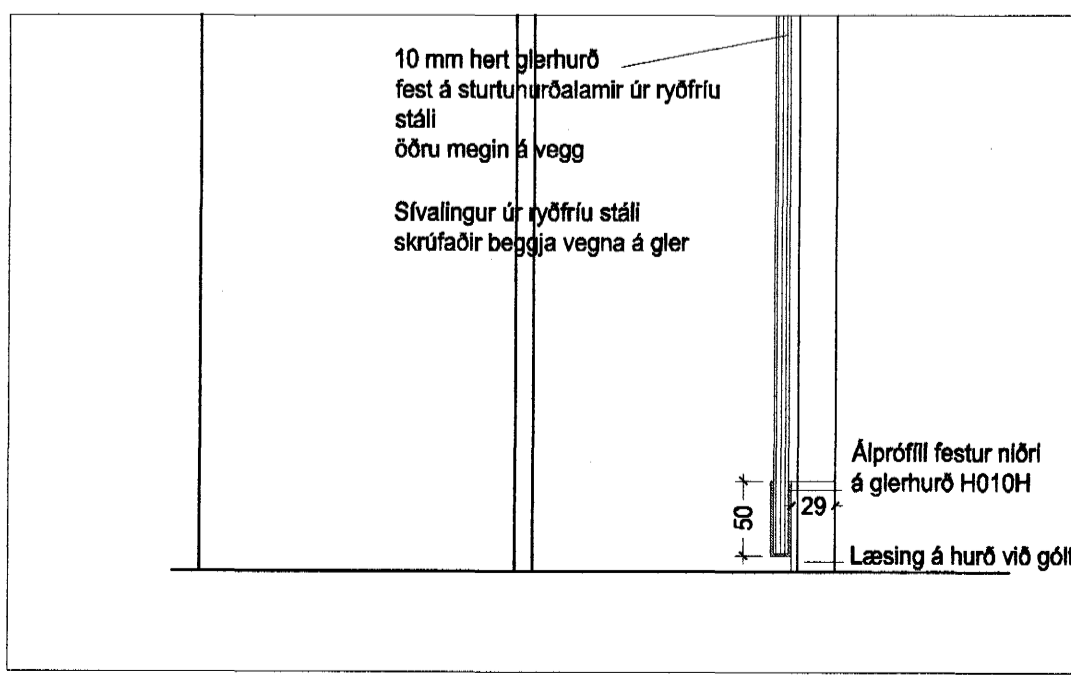 10 mm hert glerhurð
fest á sturtuhurðalamir úr ryðfríu
stáli
öðru megin á vegg
Sívalingur úr ryðfríu stáli
skrúfaðir beggja vegna á gler
Álprófíll festur niðri
á glerhurð H010H
50
29
Læsing á hurð við gólf